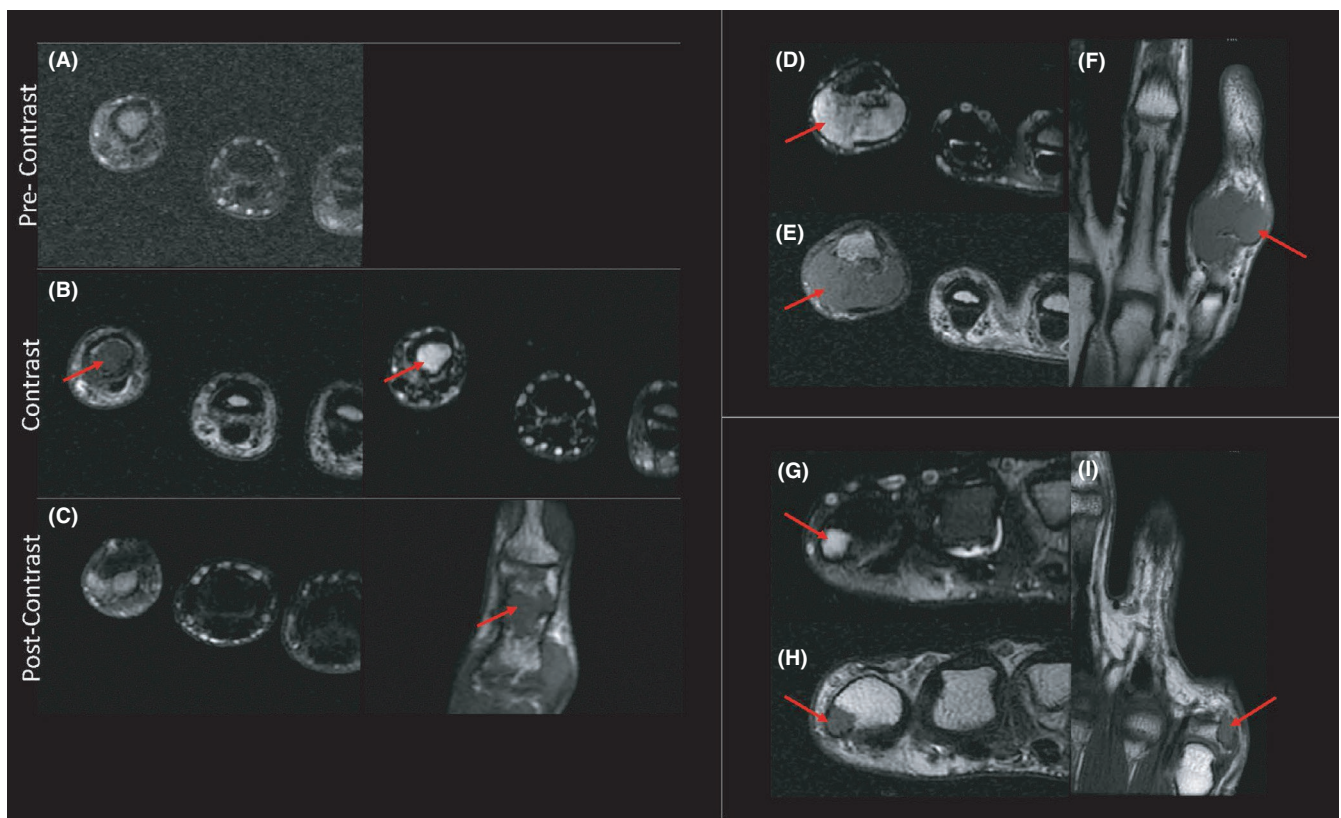 (A)
Pre- Contrast
(B)
Contrast
(C)
Post-Contrast
(D)
(E)
(F)
(G)
(H)
(I)